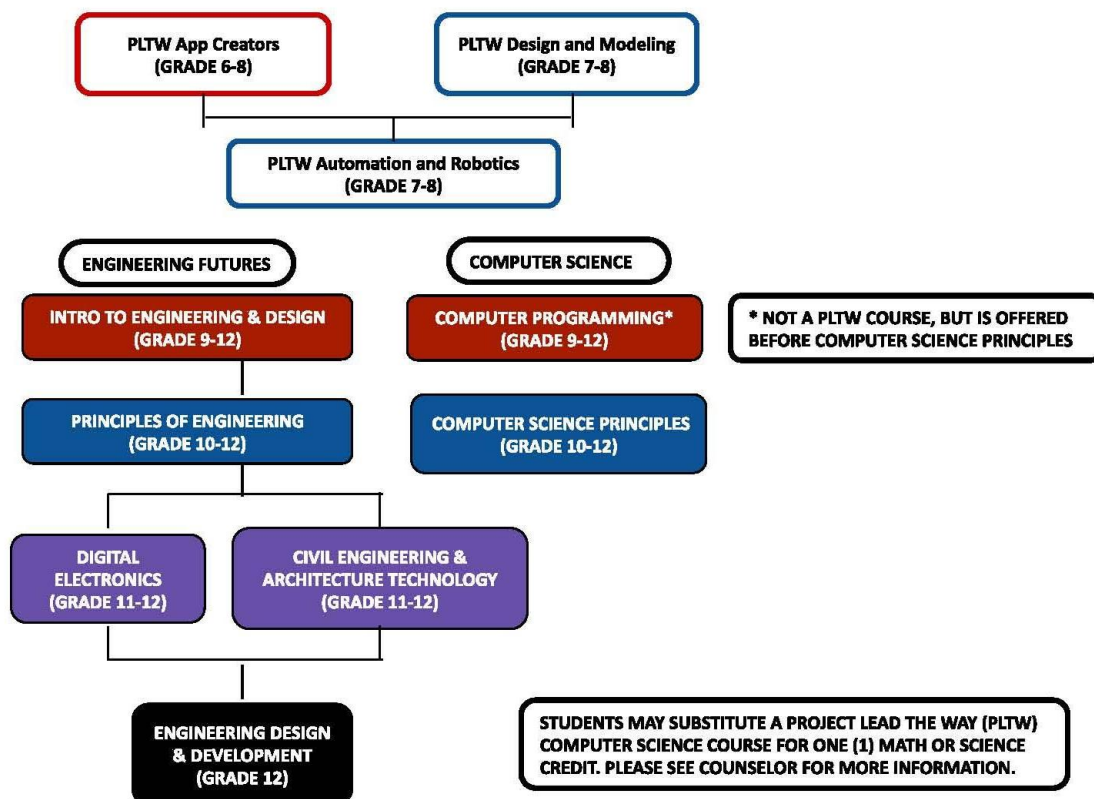 PLTW App Creators
(GRADE 6-8)
PLTW Design and Modeling
(GRADE 7-8)
PLTW Automation and Robotics
(GRADE 7-8)
ENGINEERING FUTURES
COMPUTER SCIENCE
INTRO TO ENGINEERING & DESIGN
(GRADE 9-12)
COMPUTER PROGRAMMING*
(GRADE 9-12)
* NOT A PLTW COURSE, BUT IS OFFERED
BEFORE COMPUTER SCIENCE PRINCIPLES
PRINCIPLES OF ENGINEERING
(GRADE 10-12)
COMPUTER SCIENCE PRINCIPLES
(GRADE 10-12)
DIGITAL
ELECTRONICS
(GRADE 11-12)
CIVIL ENGINEERING &
ARCHITECTURE TECHNOLOGY
(GRADE 11-12)
ENGINEERING DESIGN
& DEVELOPMENT
(GRADE 12)
STUDENTS MAY SUBSTITUTE A PROJECT LEAD THE WAY (PLTW)
COMPUTER SCIENCE COURSE FOR ONE (1) MATH OR SCIENCE
CREDIT. PLEASE SEE COUNSELOR FOR MORE INFORMATION.